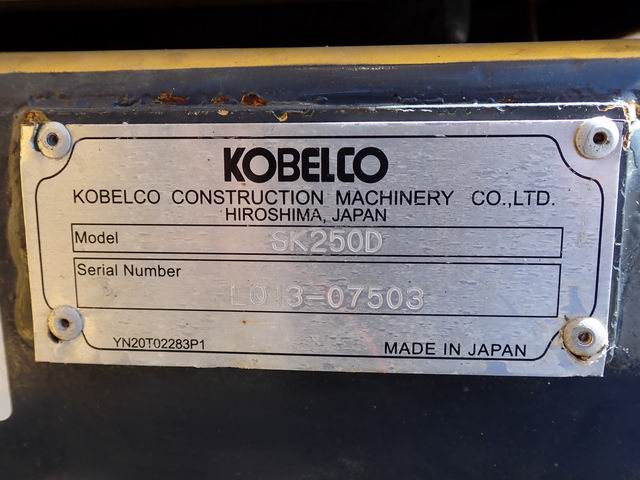 KOBELCO
KOBELCO CONSTRUCTION MACHINERY CO.,LTD.
HIROSHIMA, JAPAN
Model SK250D
Serial Number
LQ13-07503
YN20T02283P1
MADE IN JAPAN